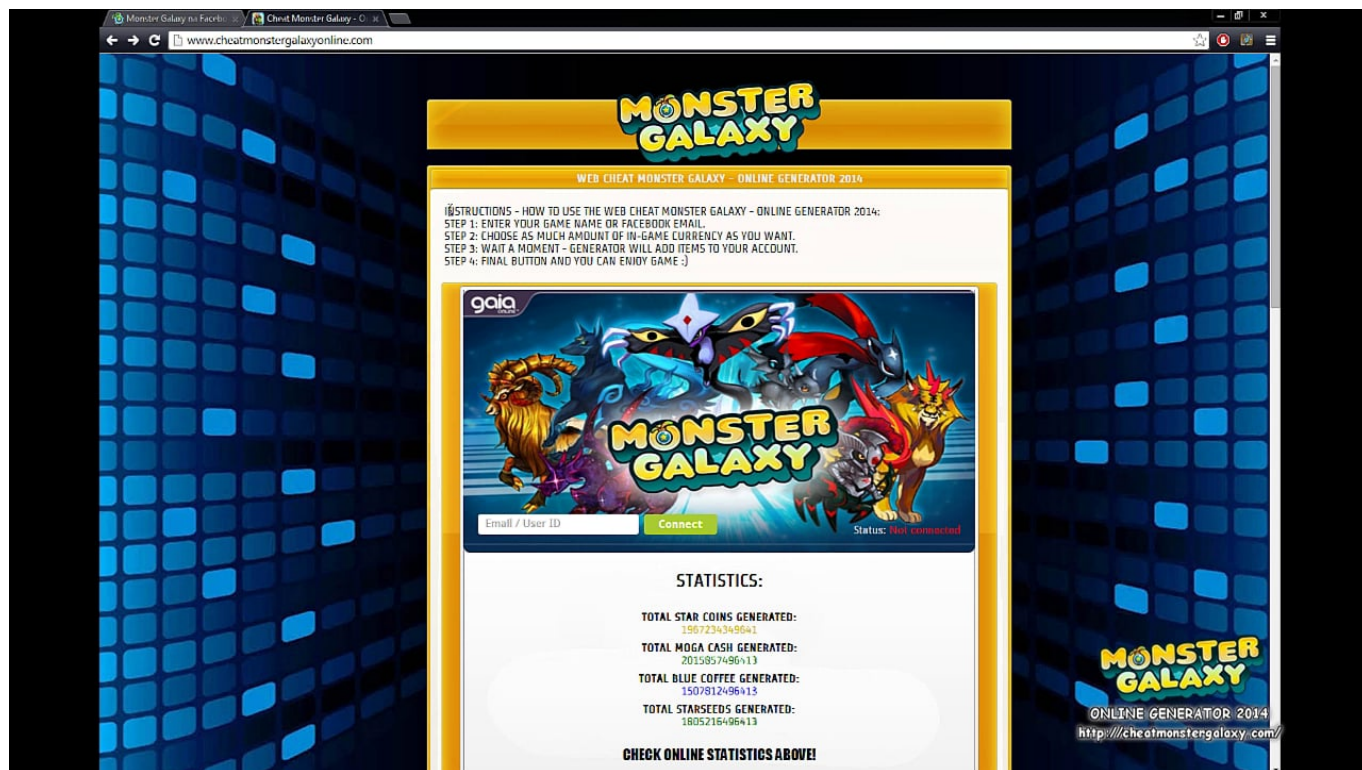 Monster Galaxy na Facebo
Cheat Monster Galaxy - O
www.cheatmonstergalaxyonline.com
MONSTER
GALAXY
WEB CHEAT MONSTER GALAXY - ONLINE GENERATOR 2014
INSTRUCTIONS - HOW TO USE THE WEB CHEAT MONSTER GALAXY - ONLINE GENERATOR 2014:
STEP 1: ENTER YOUR GAME NAME OR FACEBOOK EMAIL.
STEP 2: CHOOSE AS MUCH AMOUNT OF IN-GAME CURRENCY AS YOU WANT.
STEP 3: WAIT A MOMENT - GENERATOR WILL ADD ITEMS TO YOUR ACCOUNT.
STEP 4: FINAL BUTTON AND YOU CAN ENJOY GAME :)
gaia
ONLINE
MONSTER
GALAXY
Email / User ID
Connect
Status: Not connected
STATISTICS:
TOTAL STAR COINS GENERATED:
1967234349641
TOTAL MOGA CASH GENERATED:
2015857496413
TOTAL BLUE COFFEE GENERATED:
1507812496413
TOTAL STARSEEDS GENERATED:
1805216496413
CHECK ONLINE STATISTICS ABOVE!
MONSTER
GALAXY
ONLINE GENERATOR 2014
http://cheatmonstergalaxy.com/